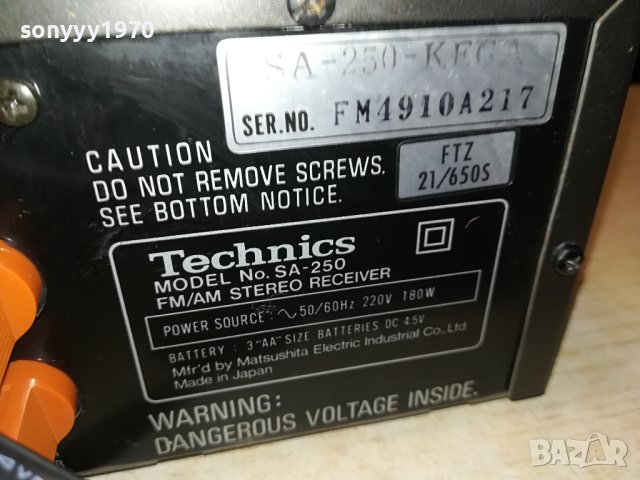 sonyyy1970
SA-250-KEGA
SER.NO. FM4910A217
CAUTION
DO NOT REMOVE SCREWS.
SEE BOTTOM NOTICE.
FTZ
21/650S
Technics
MODEL No. SA-250
FM/AM STEREO RECEIVER
POWER SOURCE : ∿50/60Hz 220V 180W
BATTERY : 3"AA" SIZE BATTERIES DC 4.5V
Mfr'd by Matsushita Electric Industrial Co., Ltd.
Made in Japan
WARNING:
DANGEROUS VOLTAGE INSIDE.
BAZAR